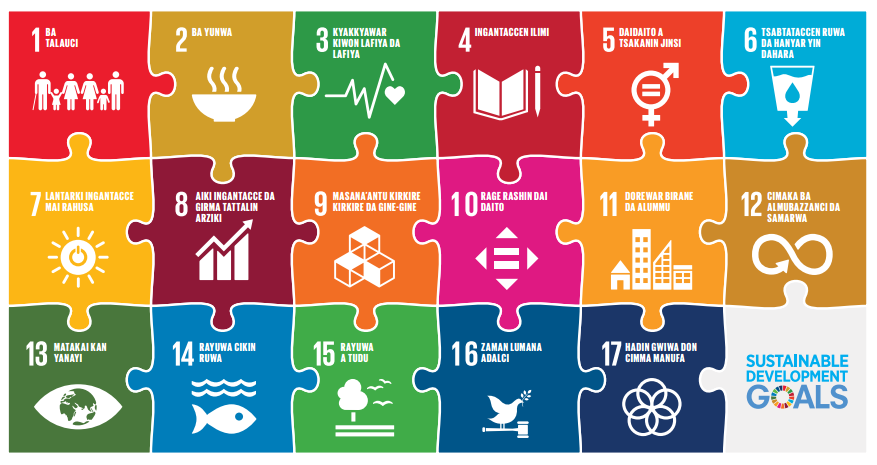 1 BA
TALAUCI
2 BA YUNWA
3 KYAKKYAWAR
KIWON LAFIYA DA
LAFIYA
4 INGANTACCEN ILIMI
5 DAIDAITO A
TSAKANIN JINSI
6 TSABTATACCEN RUWA
DA HANYAR YIN
DAHARA
7 LANTARKI INGANTACCE
MAI RAHUSA
8 AIKI INGANTACCE DA
GIRMA TATTALIN
ARZIKI
9 MASANA'ANTU KIRKIRE
KIRKIRE DA GINE-GINE
10 RAGE RASHIN DAI
DAITO
11 DOREWAR BIRANE
DA ALUMMU
12 CIMAKA BA
ALMUBAZZANCI DA
SAMARWA
13 MATAKAI KAN
YANAYI
14 RAYUWA CIKIN
RUWA
15 RAYUWA
A TUDU
16 ZAMAN LUMANA
ADALCI
17 HADIN GWIWA DON
CIMMA MANUFA
SUSTAINABLE
DEVELOPMENT
GOALS